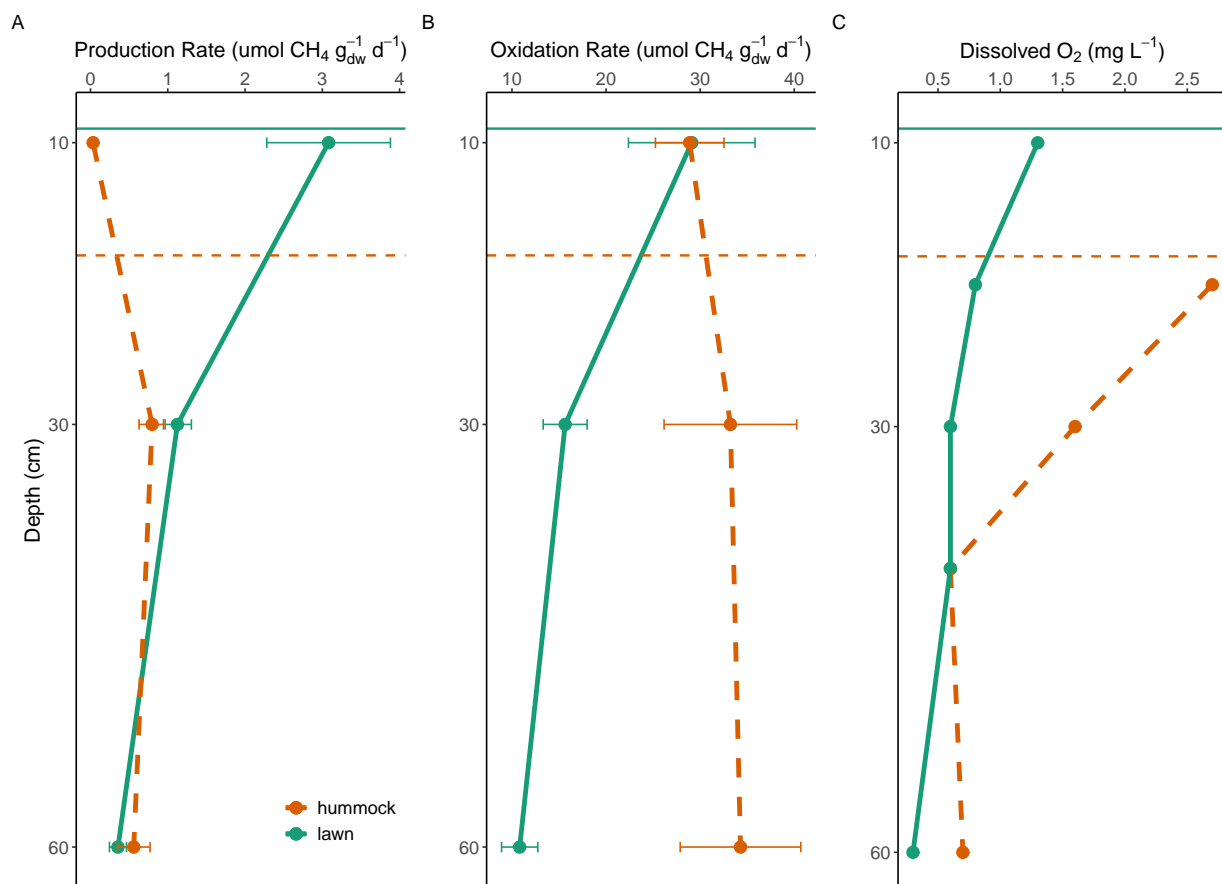 A
Production Rate (umol CH₄ g⁻¹dw d⁻¹)
0 1 2 3 4
10
30
60
Depth (cm)
hummock
lawn
B
Oxidation Rate (umol CH₄ g⁻¹dw d⁻¹)
10 20 30 40
10
30
60
C
Dissolved O₂ (mg L⁻¹)
0.5 1.0 1.5 2.0 2.5
10
30
60